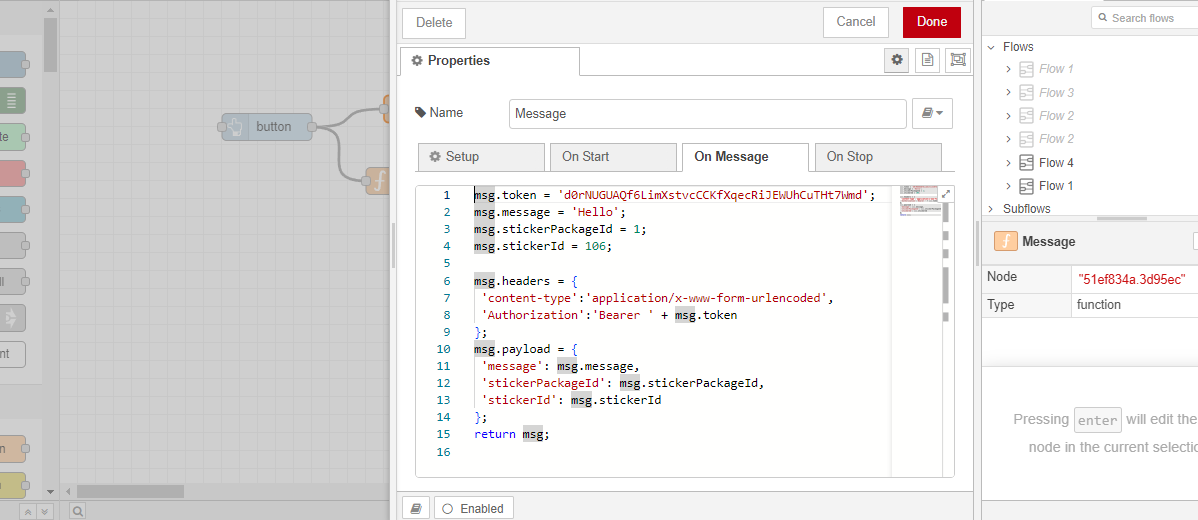 Delete
Cancel
Done
Search flows
Properties
Flows
Flow 1
Flow 3
Flow 2
Flow 2
Flow 4
Flow 1
Subflows
Name
Message
button
Setup
On Start
On Message
On Stop
1 msg.token = 'd0rNUGUAQf6LimXstvcCCKfXqecRiJEWUhCuTHt7Wmd';
2 msg.message = 'Hello';
3 msg.stickerPackageId = 1;
4 msg.stickerId = 106;
5
6 msg.headers = {
7 'content-type':'application/x-www-form-urlencoded',
8 'Authorization':'Bearer ' + msg.token
9 };
10 msg.payload = {
11 'message': msg.message,
12 'stickerPackageId': msg.stickerPackageId,
13 'stickerId': msg.stickerId
14 };
15 return msg;
16
Enabled
Message
Node "51ef834a.3d95ec"
Type function
Pressing enter will edit the
node in the current selectio